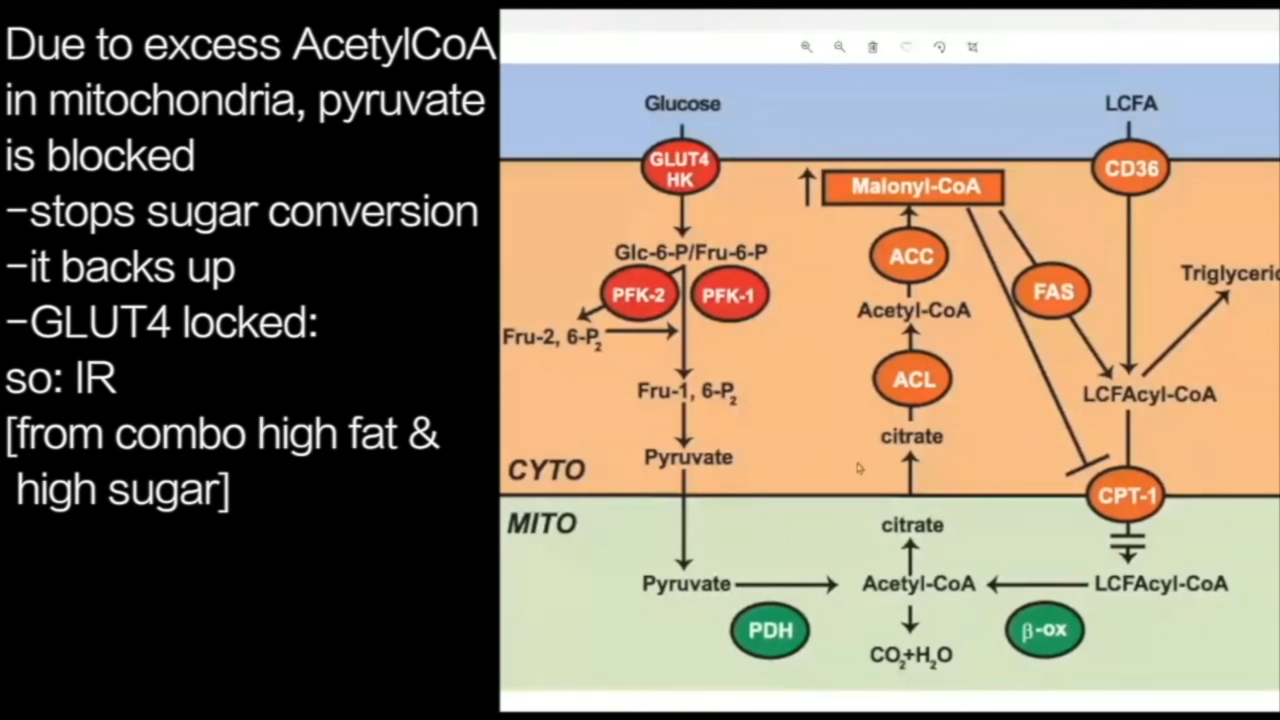 Due to excess AcetylCoA
in mitochondria, pyruvate
is blocked
−stops sugar conversion
−it backs up
−GLUT4 locked:
so: IR
[from combo high fat &
high sugar]
Glucose
LCFA
GLUT4
HK
Malonyl-CoA
CD36
Glc-6-P/Fru-6-P
ACC
PFK-2
PFK-1
FAS
Triglyceric
Acetyl-CoA
Fru-2, 6-P2
ACL
Fru-1, 6-P2
LCFAcyl-CoA
citrate
Pyruvate
CYTO
CPT-1
MITO
citrate
Pyruvate
Acetyl-CoA
LCFAcyl-CoA
PDH
β-ox
CO2+H2O